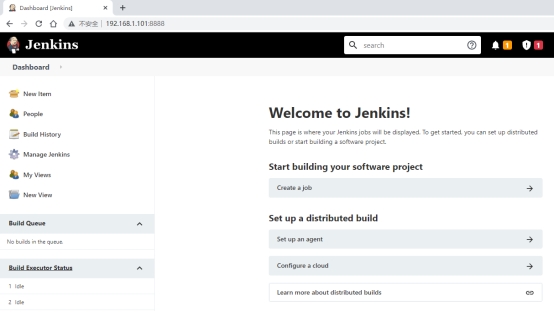 Dashboard [Jenkins]
不安全 192.168.1.101:8888
Jenkins
search
1
1
Dashboard
New Item
People
Build History
Manage Jenkins
My Views
New View
Build Queue
No builds in the queue.
Build Executor Status
1 Idle
2 Idle
Welcome to Jenkins!
This page is where your Jenkins jobs will be displayed. To get started, you can set up distributed
builds or start building a software project.
Start building your software project
Create a job
Set up a distributed build
Set up an agent
Configure a cloud
Learn more about distributed builds